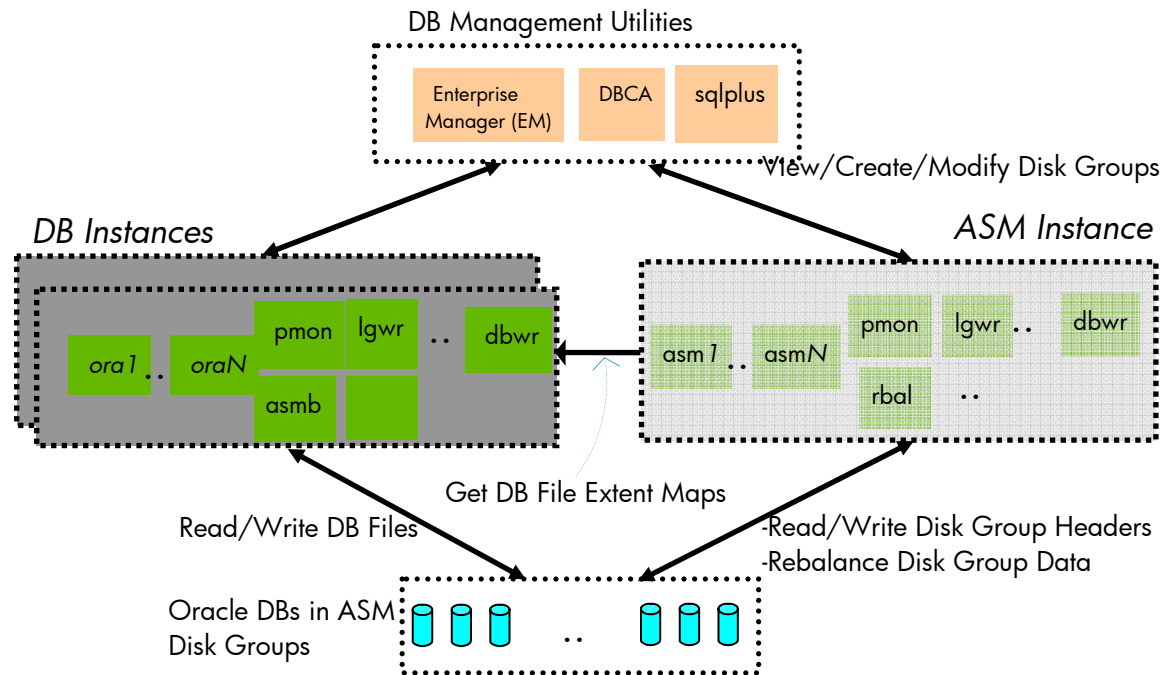 DB Management Utilities
Enterprise
Manager (EM)
DBCA
sqlplus
View/Create/Modify Disk Groups
DB Instances
ASM Instance
ora1
..
oraN
pmon
lgwr
..
dbwr
asmb
asm1
..
asmN
pmon
lgwr
..
dbwr
rbal
..
Get DB File Extent Maps
Read/Write DB Files
-Read/Write Disk Group Headers
-Rebalance Disk Group Data
Oracle DBs in ASM
Disk Groups
..